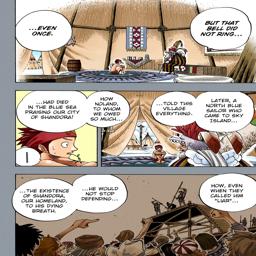 BUT THAT
BELL DID
NOT RING...
...EVEN
ONCE.
LATER, A
NORTH BLUE
SAILOR WHO
CAME TO SKY
ISLAND...
...TOLD THIS
VILLAGE
EVERYTHING.
HOW
NOLAND,
TO WHOM
WE OWED
SO MUCH...
...HAD DIED
IN THE BLUE SEA
PRAISING OUR CITY
OF SHANDORA!
HOW, EVEN
WHEN THEY
CALLED HIM
"LIAR"...
...HE WOULD
NOT STOP
DEFENDING...
...THE EXISTENCE
OF SHANDORA,
OUR HOMELAND,
TO HIS DYING
BREATH.